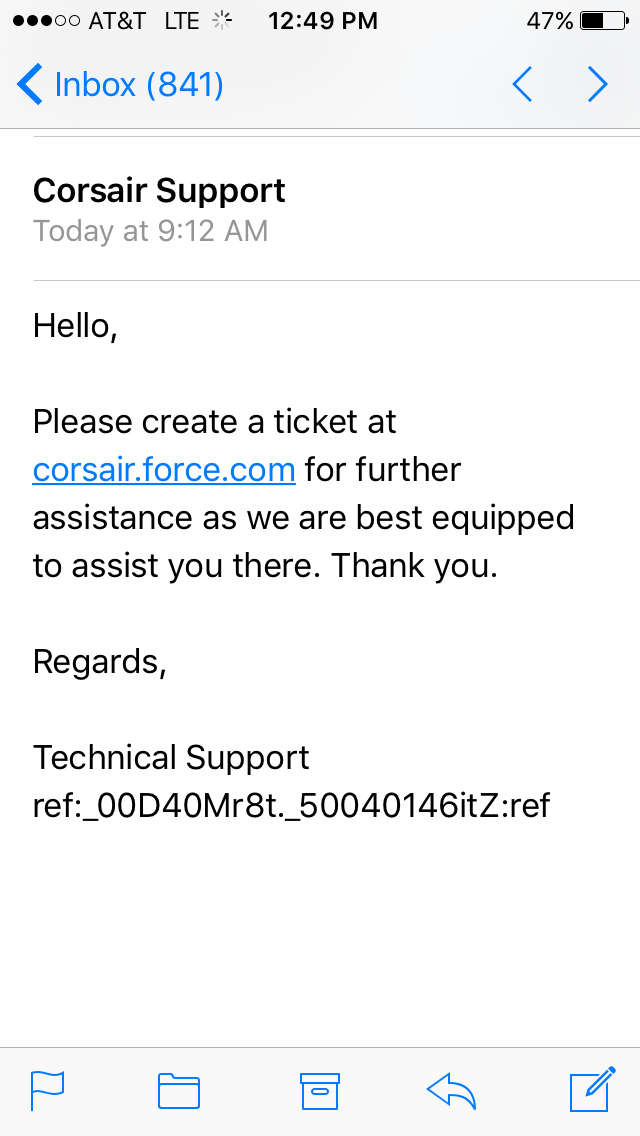 AT&T LTE 12:49 PM 47%
Inbox (841)
Corsair Support
Today at 9:12 AM
Hello,
Please create a ticket at
corsair.force.com for further
assistance as we are best equipped
to assist you there. Thank you.
Regards,
Technical Support
ref:_00D40Mr8t._50040146itZ:ref